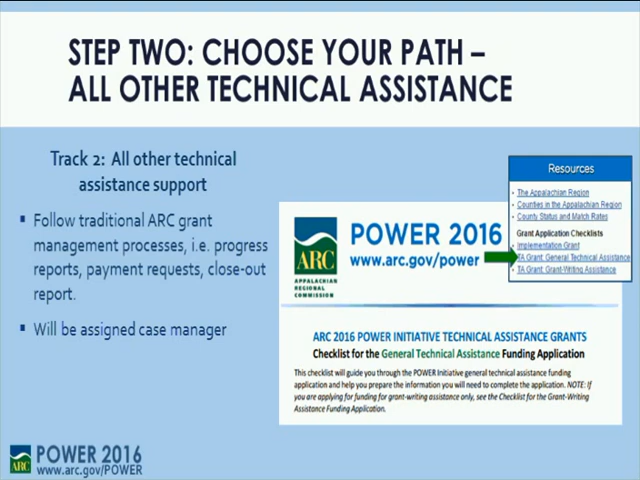 STEP TWO: CHOOSE YOUR PATH –
ALL OTHER TECHNICAL ASSISTANCE
Track 2: All other technical
assistance support
Follow traditional ARC grant
management processes, i.e. progress
reports, payment requests, close-out
report.
Will be assigned case manager
Resources
The Appalachian Region
Counties in the Appalachian Region
County Status and Match Rates
Grant Application Checklists
Implementation Grant
TA Grant: General Technical Assistance
TA Grant: Grant-Writing Assistance
ARC
APPALACHIAN
REGIONAL
COMMISSION
POWER 2016
www.arc.gov/power
ARC 2016 POWER INITIATIVE TECHNICAL ASSISTANCE GRANTS
Checklist for the General Technical Assistance Funding Application
This checklist will guide you through the POWER Initiative general technical assistance funding
application and help you prepare the information you will need to complete the application. NOTE: If
you are applying for funding for grant-writing assistance only, see the Checklist for the Grant-Writing
Assistance Funding Application.
ARC
POWER 2016
www.arc.gov/POWER